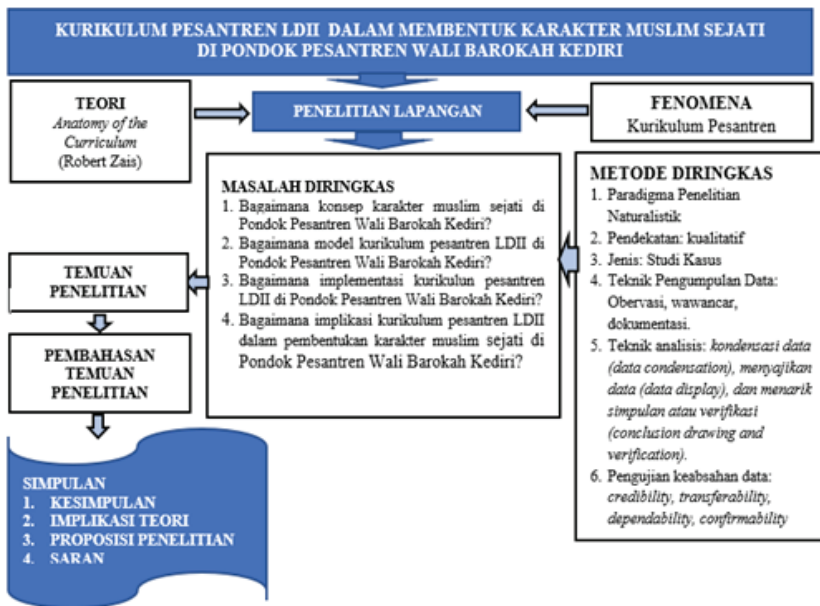 KURIKULUM PESANTREN LDII DALAM MEMBENTUK KARAKTER MUSLIM SEJATI
DI PONDOK PESANTREN WALI BAROKAH KEDIRI
TEORI
Anatomy of the
Curriculum
(Robert Zais)
PENELITIAN LAPANGAN
FENOMENA
Kurikulum Pesantren
MASALAH DIRINGKAS
1. Bagaimana konsep karakter muslim sejati di
Pondok Pesantren Wali Barokah Kediri?
2. Bagaimana model kurikulum pesantren LDII di
Pondok Pesantren Wali Barokah Kediri?
3. Bagaimana implementasi kurikulun pesantren
LDII di Pondok Pesantren Wali Barokah Kediri?
4. Bagaimana implikasi kurikulum pesantren LDII
dalam pembentukan karakter muslim sejati di
Pondok Pesantren Wali Barokah Kediri?
METODE DIRINGKAS
1. Paradigma Penelitian
Naturalistik
2. Pendekatan: kualitatif
3. Jenis: Studi Kasus
4. Teknik Pengumpulan Data:
Obervasi, wawancar,
dokumentasi.
5. Teknik analisis: kondensasi data
(data condensation), menyajikan
data (data display), dan menarik
simpulan atau verifikasi
(conclusion drawing and
verification).
6. Pengujian keabsahan data:
credibility, transferability,
dependability, confirmability
TEMUAN
PENELITIAN
PEMBAHASAN
TEMUAN
PENELITIAN
SIMPULAN
1. KESIMPULAN
2. IMPLIKASI TEORI
3. PROPOSISI PENELITIAN
4. SARAN